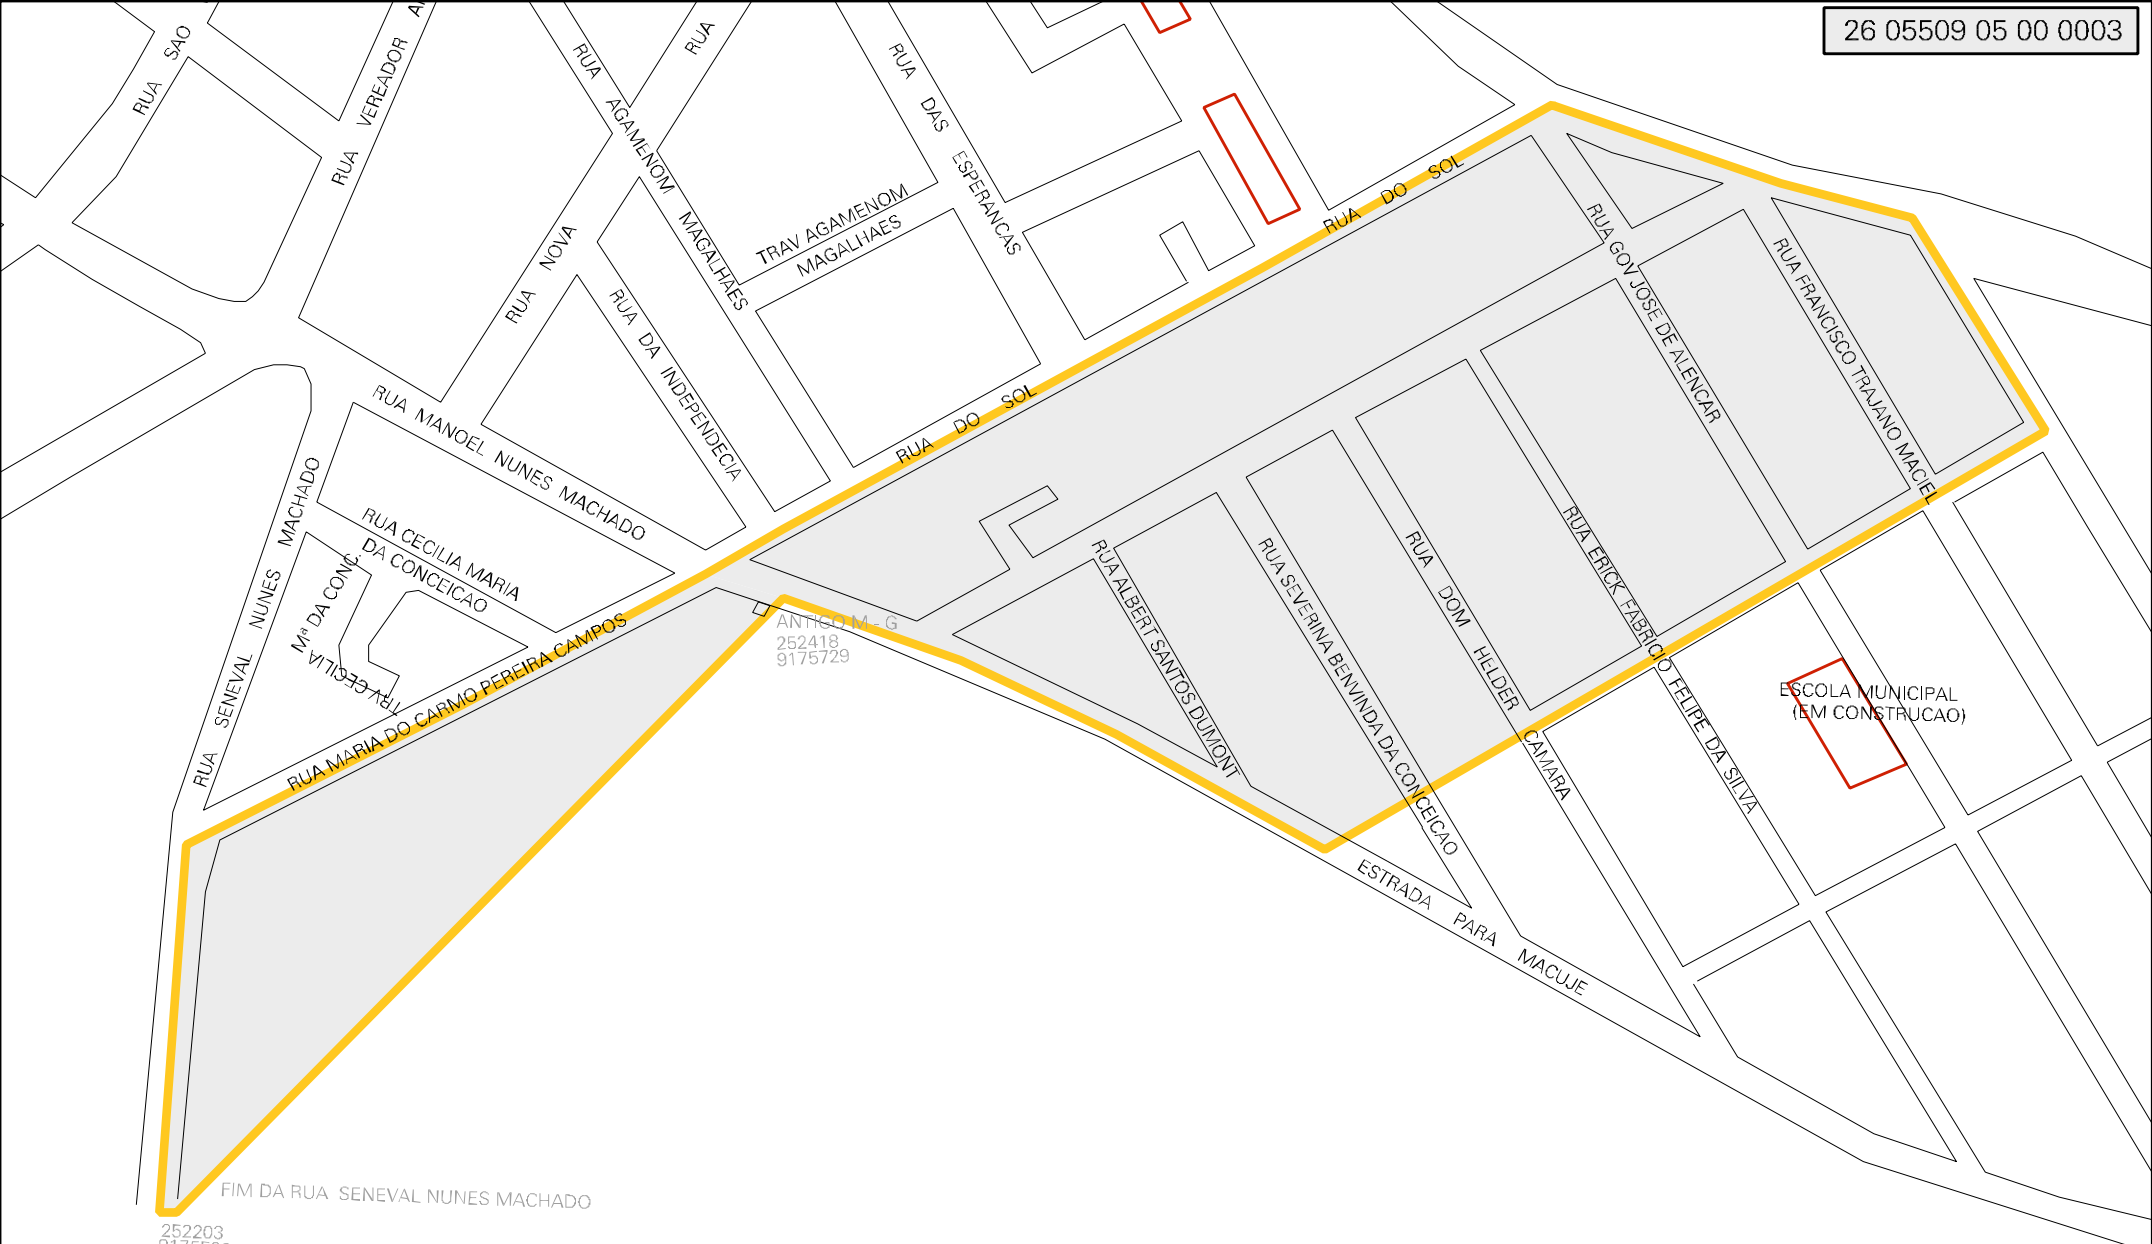 26 05509 05 00 0003
RUA SAO
RUA VEREADOR
RUA AGAMENOM MAGALHAES
RUA
RUA DAS ESPERANCAS
TRAV AGAMENOM
MAGALHAES
RUA NOVA
RUA DA INDEPENDECIA
RUA DO SOL
RUA DO SOL
RUA GOV JOSE DE ALENCAR
RUA FRANCISCO TRAJANO MACIEL
RUA MANOEL NUNES MACHADO
RUA SENEVAL NUNES MACHADO
RUA CECILIA MARIA
DA CONCEICAO
TRV CECILIA
Mª DA CONC.
RUA MARIA DO CARMO PEREIRA CAMPOS
ANTIGO M - G
252418
9175729
RUA ALBERT SANTOS DUMONT
RUA SEVERINA BENVINDA DA CONCEICAO
RUA DOM HELDER CAMARA
RUA ERICK FABRICIO FELIPE DA SILVA
ESCOLA MUNICIPAL
(EM CONSTRUCAO)
ESTRADA PARA MACUJE
FIM DA RUA SENEVAL NUNES MACHADO
252203